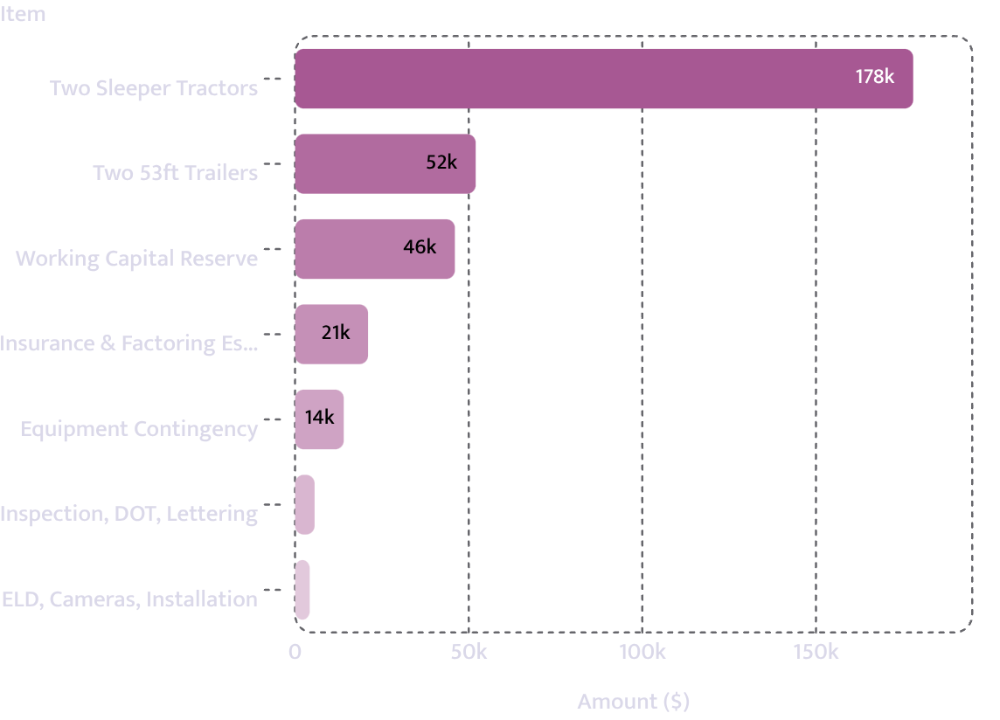 Item
Two Sleeper Tractors
178k
Two 53ft Trailers
52k
Working Capital Reserve
46k
Insurance & Factoring Es...
21k
Equipment Contingency
14k
Inspection, DOT, Lettering
ELD, Cameras, Installation
0 50k 100k 150k
Amount ($)